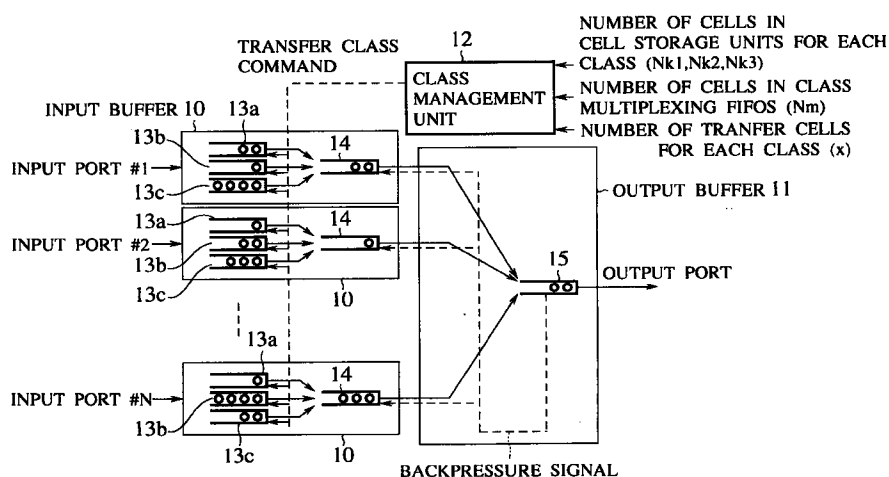 NUMBER OF CELLS IN
CELL STORAGE UNITS FOR EACH
CLASS (Nk1,Nk2,Nk3)
TRANSFER CLASS
COMMAND
12
CLASS
MANAGEMENT
UNIT
NUMBER OF CELLS IN CLASS
MULTIPLEXING FIFOS (Nm)
NUMBER OF TRANFER CELLS
FOR EACH CLASS (x)
INPUT BUFFER 10
13a
13b
14
INPUT PORT #1
13c
OUTPUT BUFFER 11
13a
14
INPUT PORT #2
13b
13c
10
15
OUTPUT PORT
13a
14
INPUT PORT #N
13b
13c
10
BACKPRESSURE SIGNAL